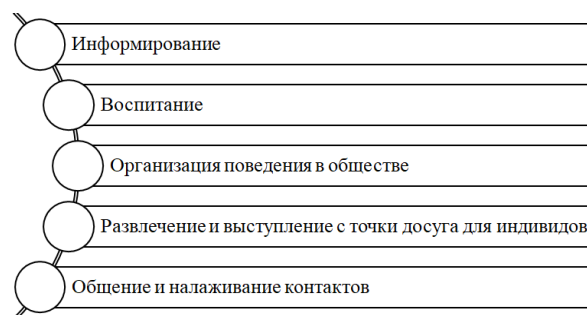 Информирование
Воспитание
Организация поведения в обществе
Развлечение и выступление с точки досуга для индивидов
Общение и налаживание контактов